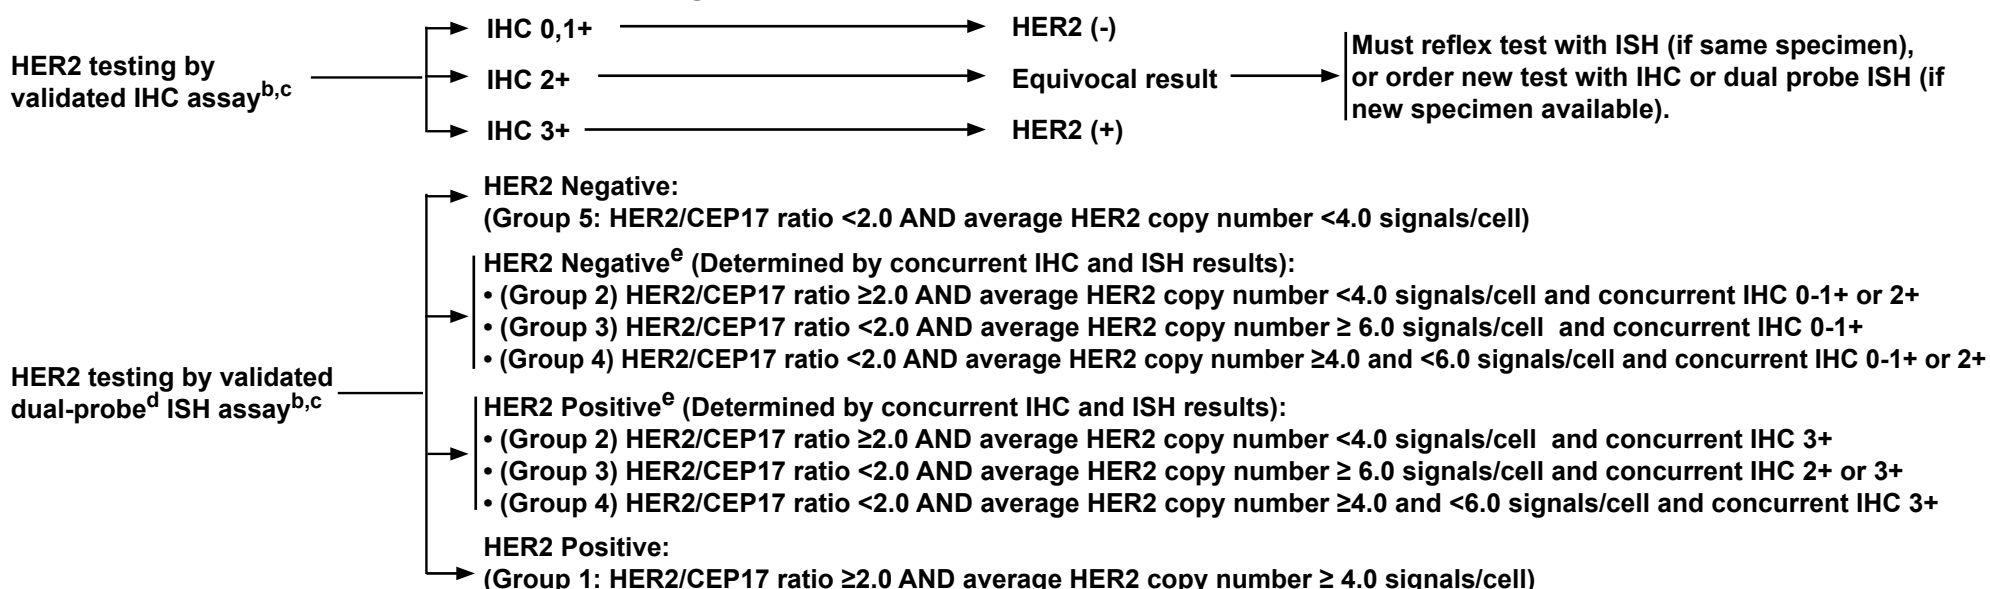 HER2 testing by
validated IHC assayb,c
IHC 0,1+
HER2 (-)
IHC 2+
Equivocal result
Must reflex test with ISH (if same specimen),
or order new test with IHC or dual probe ISH (if
new specimen available).
IHC 3+
HER2 (+)
HER2 testing by validated
dual-probed ISH assayb,c
HER2 Negative:
(Group 5: HER2/CEP17 ratio <2.0 AND average HER2 copy number <4.0 signals/cell)
HER2 Negativee (Determined by concurrent IHC and ISH results):
• (Group 2) HER2/CEP17 ratio ≥2.0 AND average HER2 copy number <4.0 signals/cell and concurrent IHC 0-1+ or 2+
• (Group 3) HER2/CEP17 ratio <2.0 AND average HER2 copy number ≥ 6.0 signals/cell and concurrent IHC 0-1+
• (Group 4) HER2/CEP17 ratio <2.0 AND average HER2 copy number ≥4.0 and <6.0 signals/cell and concurrent IHC 0-1+ or 2+
HER2 Positivee (Determined by concurrent IHC and ISH results):
• (Group 2) HER2/CEP17 ratio ≥2.0 AND average HER2 copy number <4.0 signals/cell and concurrent IHC 3+
• (Group 3) HER2/CEP17 ratio <2.0 AND average HER2 copy number ≥ 6.0 signals/cell and concurrent IHC 2+ or 3+
• (Group 4) HER2/CEP17 ratio <2.0 AND average HER2 copy number ≥4.0 and <6.0 signals/cell and concurrent IHC 3+
HER2 Positive:
(Group 1: HER2/CEP17 ratio ≥2.0 AND average HER2 copy number ≥ 4.0 signals/cell)